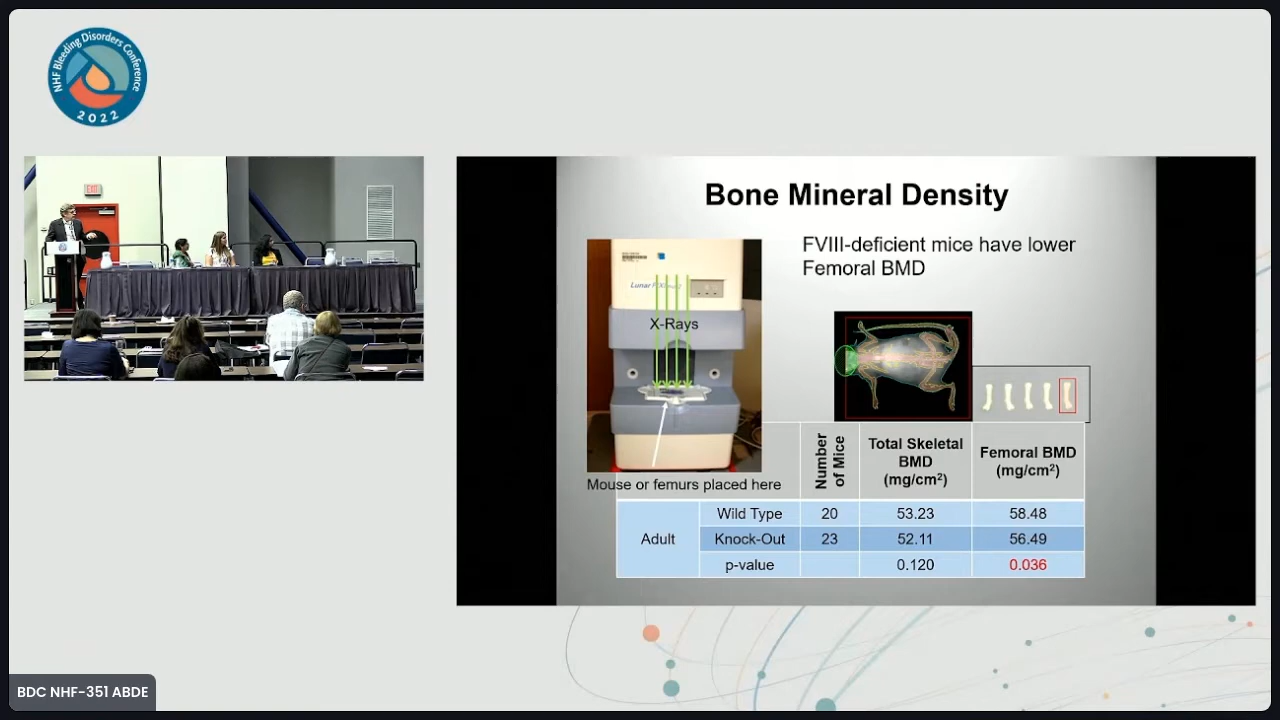 NHF Bleeding Disorders Conference
2022
EXIT
Bone Mineral Density
FVIII-deficient mice have lower
Femoral BMD
Lunar
X-Rays
Mouse or femurs placed here
Number
of Mice
Total Skeletal
BMD
(mg/cm²)
Femoral BMD
(mg/cm²)
Adult
Wild Type 20 53.23 58.48
Knock-Out 23 52.11 56.49
p-value 0.120 0.036
BDC NHF-351 ABDE